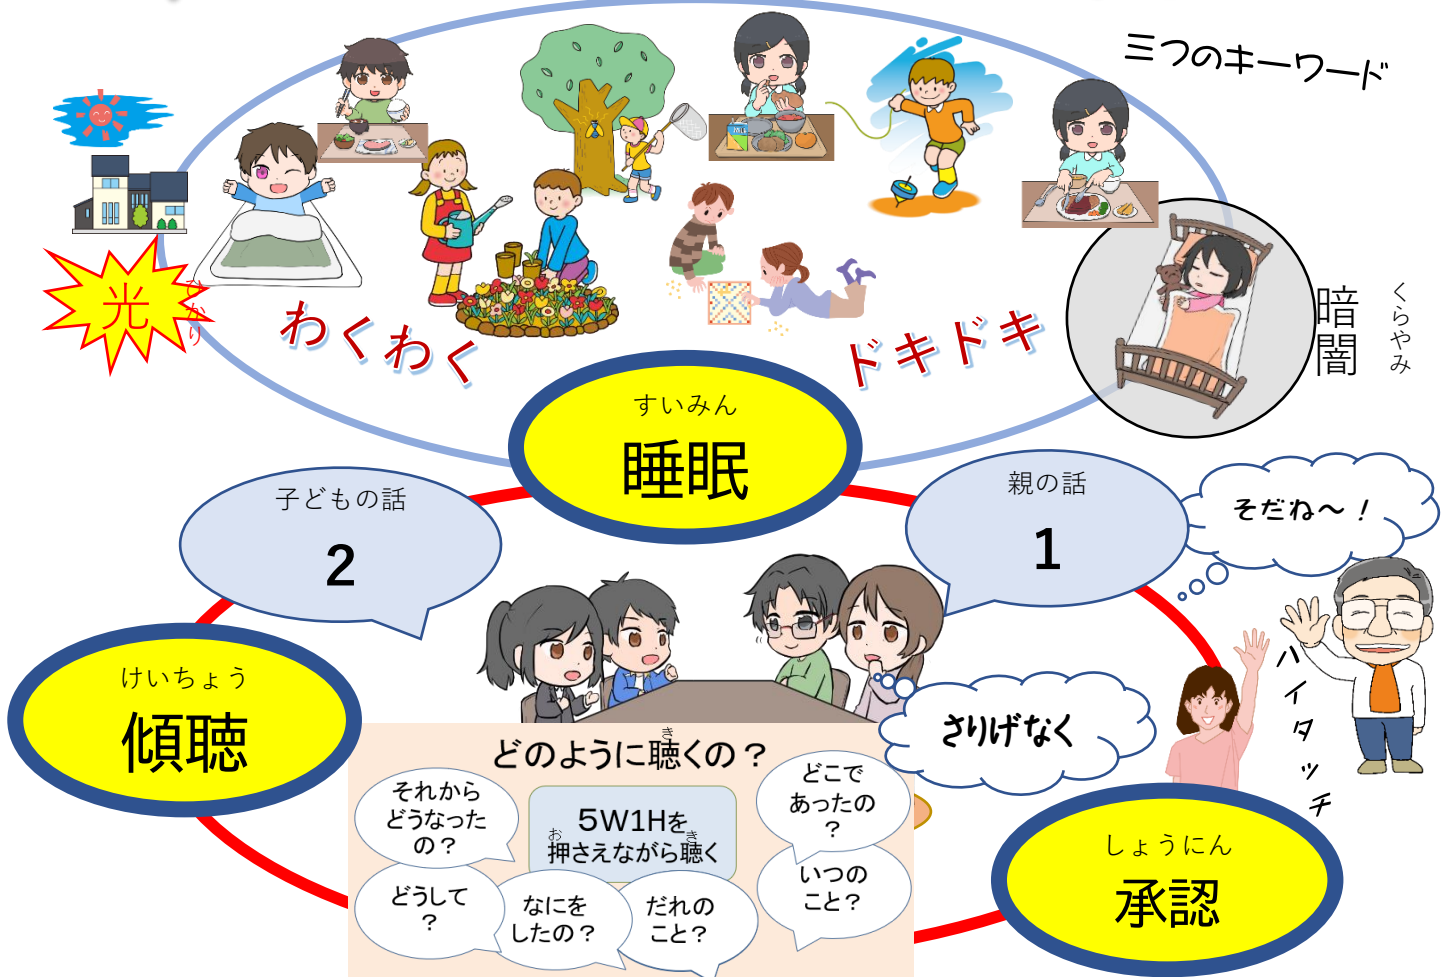 三つのキーワード
光
ひかり
わくわく
ドキドキ
暗闇
くらやみ
すいみん
睡眠
子どもの話
2
親の話
1
そだね～！
ハイタッチ
けいちょう
傾聴
さりげなく
どのように聴くの？
き
それから
どうなった
の？
5W1Hを
押さえながら聴く
お
き
どこで
あったの
？
どうして
？
なにを
したの？
だれの
こと？
いつの
こと？
しょうにん
承認